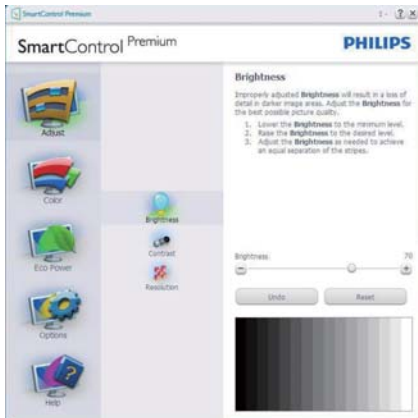 SmartControl Premium
SmartControl Premium
PHILIPS
Adjust
Color
Eco Power
Options
Help
Brightness
Contrast
Resolution
Brightness
Improperly adjusted Brightness will result in a loss of
detail in darker image areas. Adjust the Brightness for
the best possible picture quality.
1. Lower the Brightness to the minimum level.
2. Raise the Brightness to the desired level.
3. Adjust the Brightness as needed to achieve
an equal separation of the stripes.
Brightness 70
Undo Reset